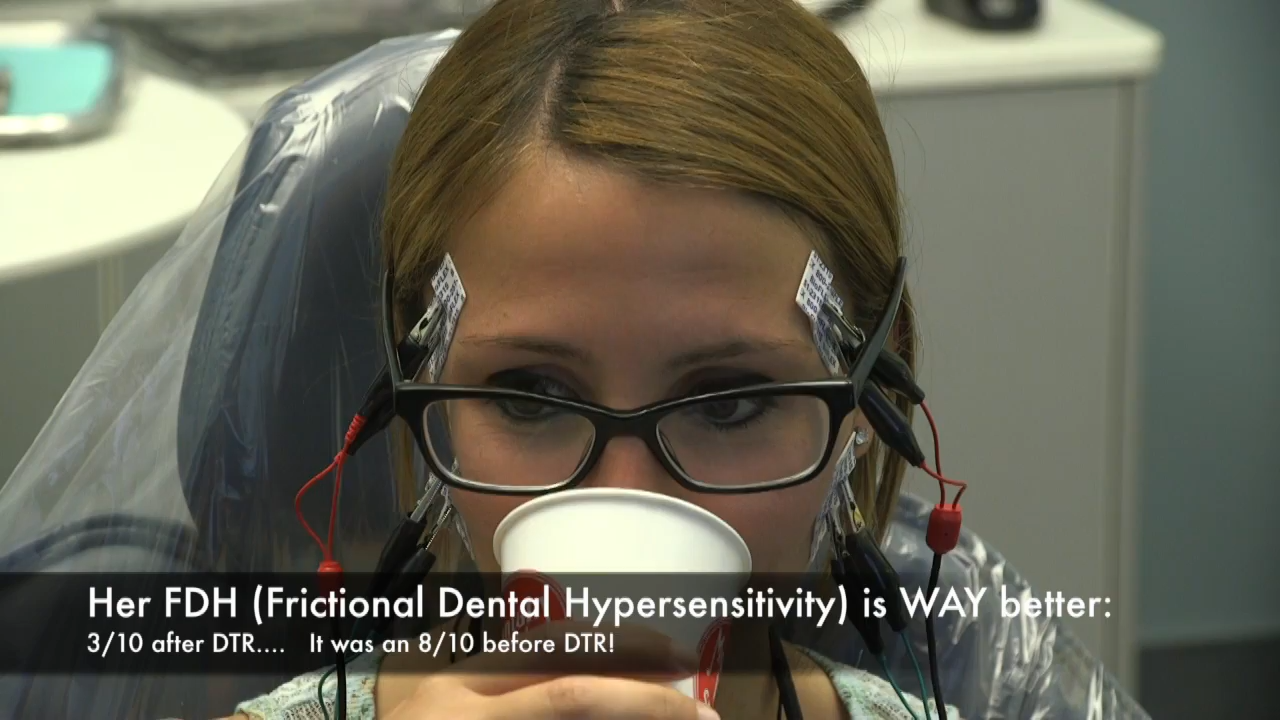 Her FDH (Frictional Dental Hypersensitivity) is WAY better:
3/10 after DTR.... It was an 8/10 before DTR!